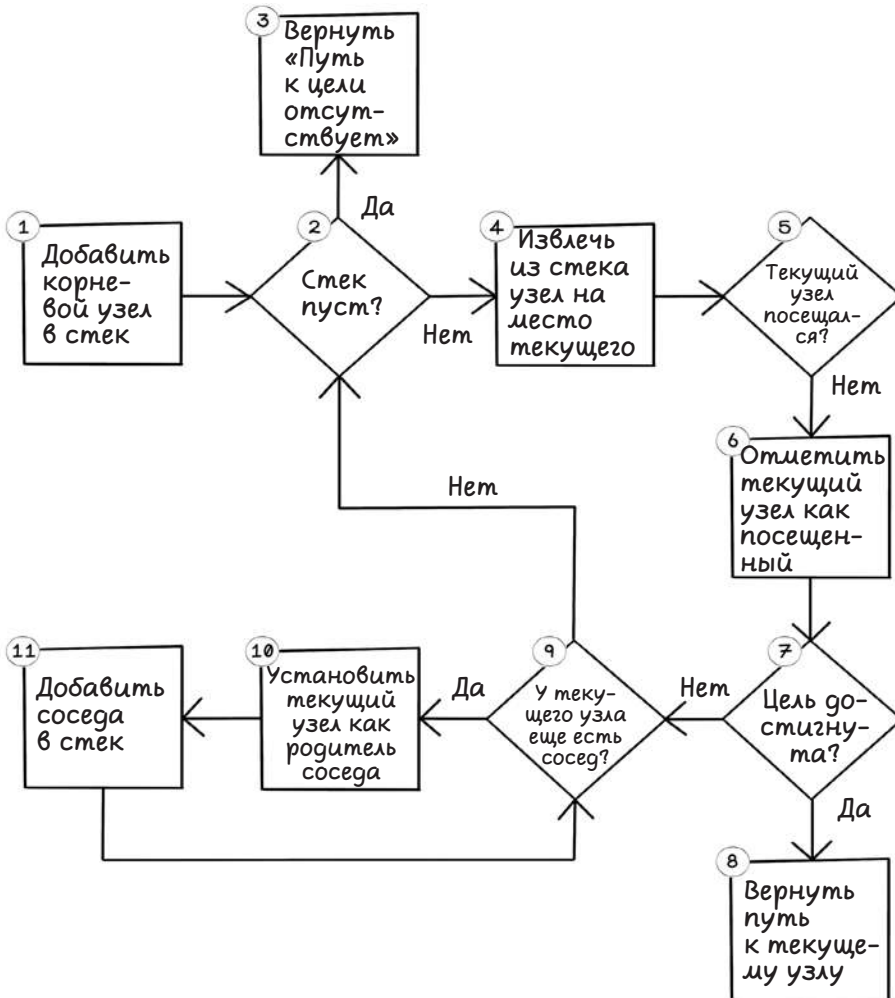 3
Вернуть
«Путь
к цели
отсут-
ствует»
Да
1
Добавить
корне-
вой узел
в стек
2
Стек
пуст?
Нет
4
Извлечь
из стека
узел на
место
текущего
5
Текущий
узел
посещал-
ся?
Нет
6
Отметить
текущий
узел как
посещен-
ный
Нет
11
Добавить
соседа
в стек
10
Установить
текущий
узел как
родитель
соседа
Да
9
У теку-
щего узла
еще есть
сосед?
Нет
7
Цель до-
стигну-
та?
Да
8
Вернуть
путь
к текуще-
му узлу